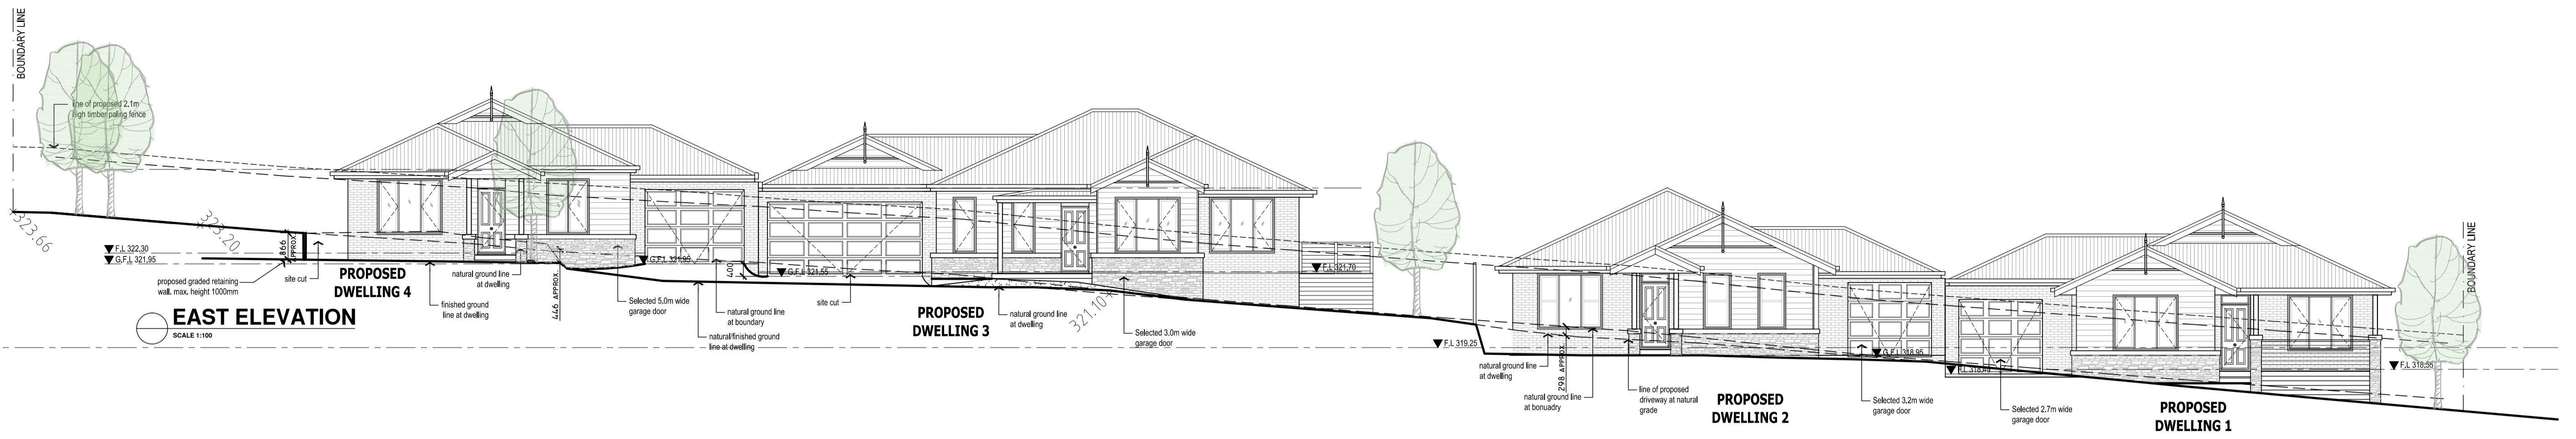 BOUNDARY LINE
line of proposed 2.1m
high timber paling fence
323.66
323.20
F.L 322.30
G.F.L 321.95
866
APPROX.
proposed graded retaining
wall. max. height 1000mm
site cut
PROPOSED
DWELLING 4
EAST ELEVATION
SCALE 1:100
natural ground line
at dwelling
finished ground
line at dwelling
446 APPROX.
Selected 5.0m wide
garage door
G.F.L 321.95
400
natural ground line
at boundary
natural/finished ground
line at dwelling
G.F.L 321.55
site cut
PROPOSED
DWELLING 3
natural ground line
at dwelling
321.10
Selected 3.0m wide
garage door
F.L 321.70
F.L 319.25
natural ground line
at dwelling
natural ground line
at bonuadry
298 APPROX.
line of proposed
driveway at natural
grade
PROPOSED
DWELLING 2
G.F.L 318.95
Selected 3.2m wide
garage door
Selected 2.7m wide
garage door
PROPOSED
DWELLING 1
F.L 318.55
BOUNDARY LINE